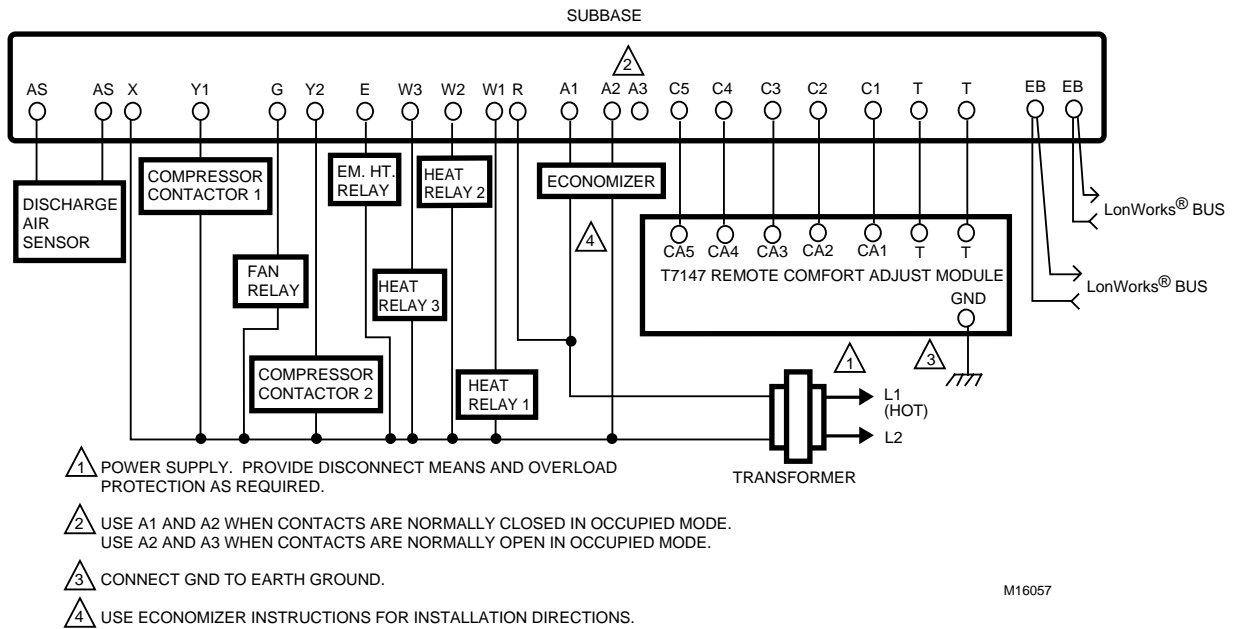 SUBBASE
2
AS AS X Y1 G Y2 E W3 W2 W1 R A1 A2 A3 C5 C4 C3 C2 C1 T T EB EB
DISCHARGE
AIR
SENSOR
COMPRESSOR
CONTACTOR 1
FAN
RELAY
COMPRESSOR
CONTACTOR 2
EM. HT.
RELAY
HEAT
RELAY 3
HEAT
RELAY 2
HEAT
RELAY 1
ECONOMIZER
4
CA5 CA4 CA3 CA2 CA1 T T
T7147 REMOTE COMFORT ADJUST MODULE
GND
LonWorks® BUS
LonWorks® BUS
1
3
L1
(HOT)
L2
TRANSFORMER
1 POWER SUPPLY. PROVIDE DISCONNECT MEANS AND OVERLOAD
PROTECTION AS REQUIRED.
2 USE A1 AND A2 WHEN CONTACTS ARE NORMALLY CLOSED IN OCCUPIED MODE.
USE A2 AND A3 WHEN CONTACTS ARE NORMALLY OPEN IN OCCUPIED MODE.
3 CONNECT GND TO EARTH GROUND.
4 USE ECONOMIZER INSTRUCTIONS FOR INSTALLATION DIRECTIONS.
M16057